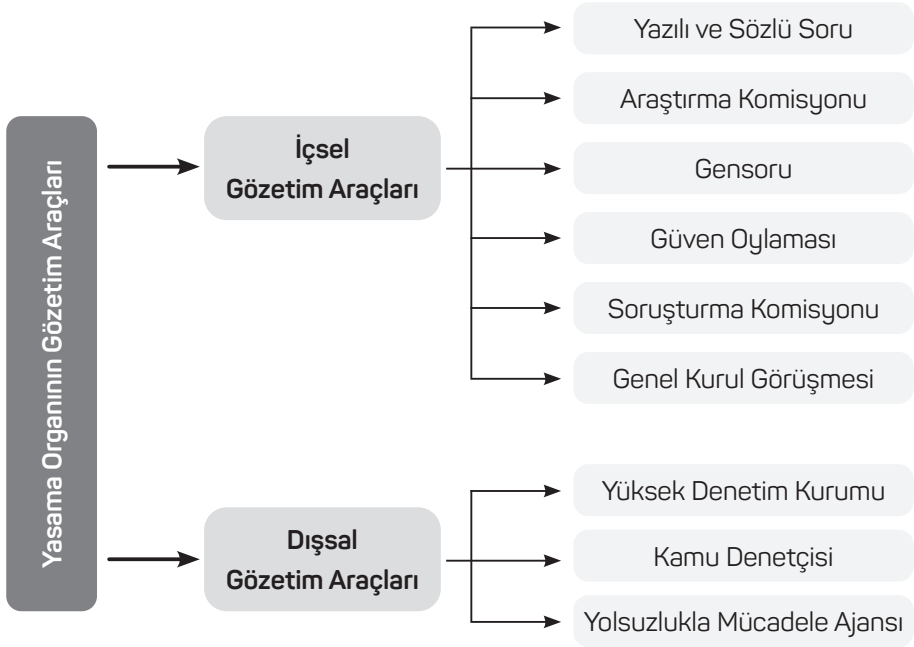 Yasama Organının Gözetim Araçları
İçsel
Gözetim Araçları
Yazılı ve Sözlü Soru
Araştırma Komisyonu
Gensoru
Güven Oylaması
Soruşturma Komisyonu
Genel Kurul Görüşmesi
Dışsal
Gözetim Araçları
Yüksek Denetim Kurumu
Kamu Denetçisi
Yolsuzlukla Mücadele Ajansı